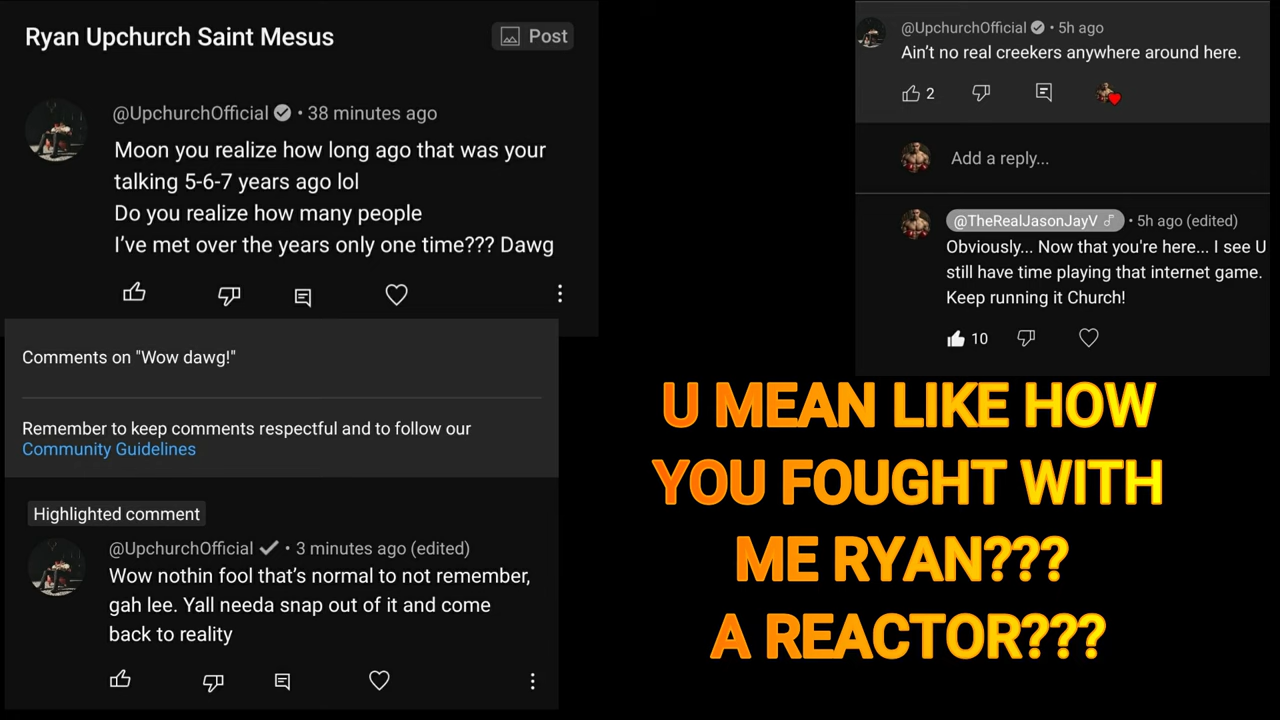 Ryan Upchurch Saint Mesus
Post
@UpchurchOfficial • 38 minutes ago
Moon you realize how long ago that was your
talking 5-6-7 years ago lol
Do you realize how many people
I've met over the years only one time??? Dawg
Comments on "Wow dawg!"
Remember to keep comments respectful and to follow our
Community Guidelines
Highlighted comment
@UpchurchOfficial • 3 minutes ago (edited)
Wow nothin fool that's normal to not remember,
gah lee. Yall needa snap out of it and come
back to reality
@UpchurchOfficial • 5h ago
Ain't no real creekers anywhere around here.
2
Add a reply...
@TheRealJasonJayV • 5h ago (edited)
Obviously... Now that you're here... I see U
still have time playing that internet game.
Keep running it Church!
10
U MEAN LIKE HOW
YOU FOUGHT WITH
ME RYAN???
A REACTOR???